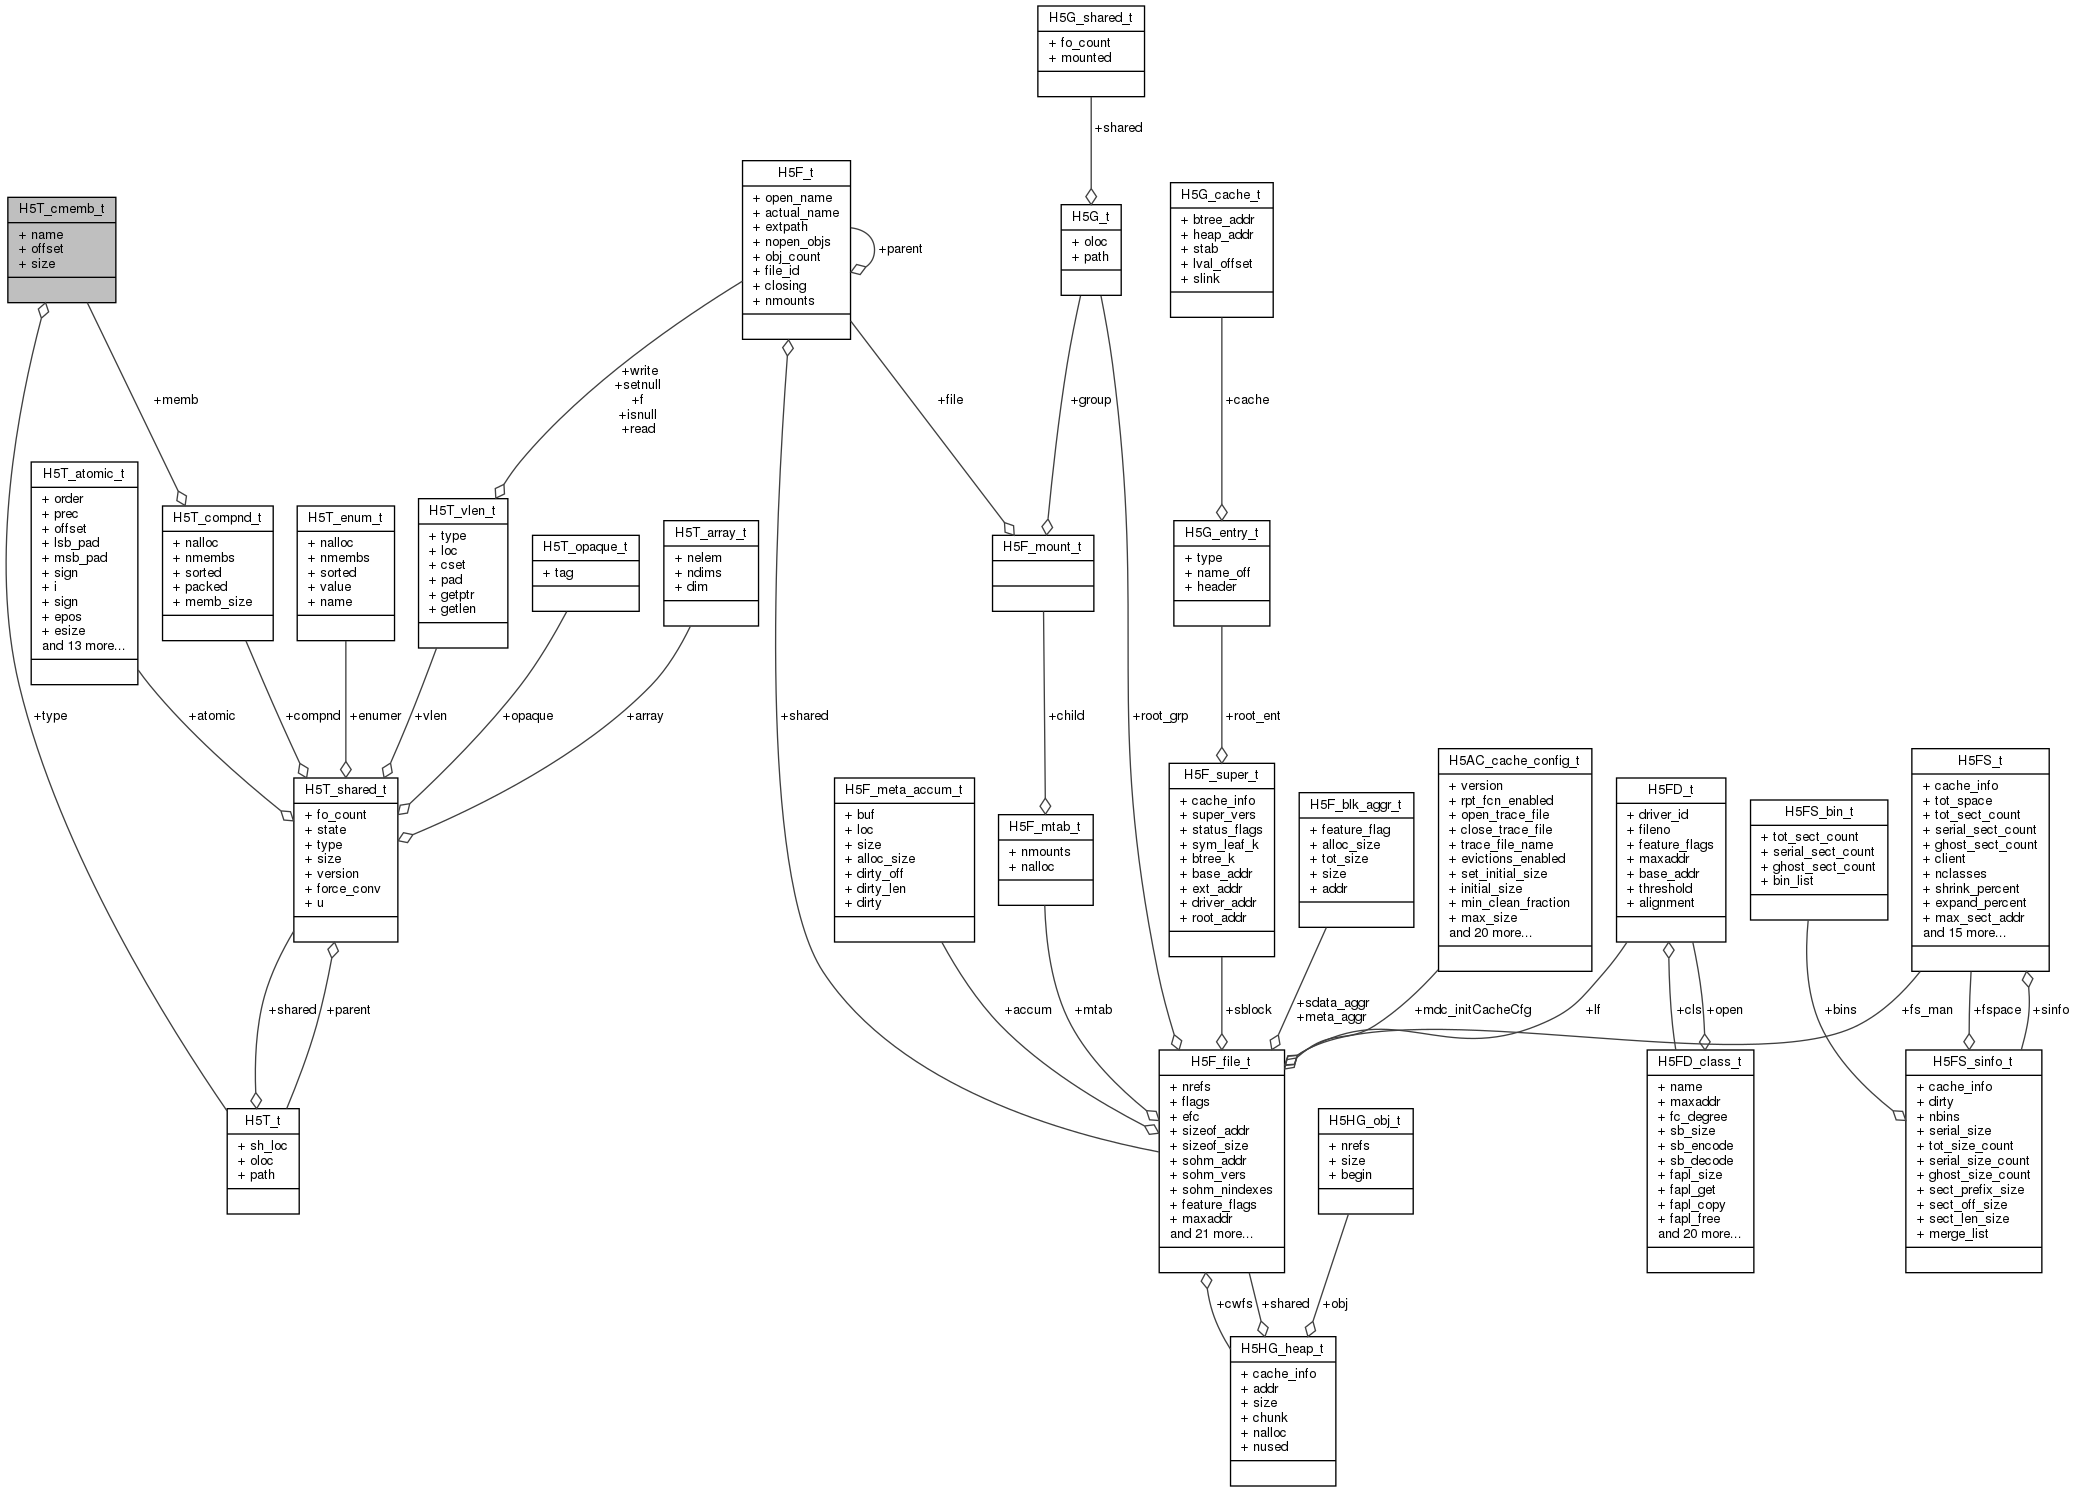 H5G_shared_t
+ fo_count
+ mounted
+shared
H5F_t
+ open_name
+ actual_name
+ extpath
+ nopen_objs
+ obj_count
+ file_id
+ closing
+ nmounts
+parent
H5G_cache_t
+ btree_addr
+ heap_addr
+ stab
+ lval_offset
+ slink
H5T_cmemb_t
+ name
+ offset
+ size
H5G_t
+ oloc
+ path
+write
+setnull
+f
+isnull
+read
+memb
+file
+group
+cache
H5T_atomic_t
+ order
+ prec
+ offset
+ lsb_pad
+ msb_pad
+ sign
+ i
+ sign
+ epos
+ esize
and 13 more...
H5T_compnd_t
+ nalloc
+ nmembs
+ sorted
+ packed
+ memb_size
H5T_enum_t
+ nalloc
+ nmembs
+ sorted
+ value
+ name
H5T_vlen_t
+ type
+ loc
+ cset
+ pad
+ getptr
+ getlen
H5T_opaque_t
+ tag
H5T_array_t
+ nelem
+ ndims
+ dim
H5F_mount_t
H5G_entry_t
+ type
+ name_off
+ header
+type
+atomic
+compnd
+enumer
+vlen
+opaque
+array
+shared
+child
+root_grp
+root_ent
H5T_shared_t
+ fo_count
+ state
+ type
+ size
+ version
+ force_conv
+ u
H5F_meta_accum_t
+ buf
+ loc
+ size
+ alloc_size
+ dirty_off
+ dirty_len
+ dirty
H5F_mtab_t
+ nmounts
+ nalloc
H5F_super_t
+ cache_info
+ super_vers
+ status_flags
+ sym_leaf_k
+ btree_k
+ base_addr
+ ext_addr
+ driver_addr
+ root_addr
H5F_blk_aggr_t
+ feature_flag
+ alloc_size
+ tot_size
+ size
+ addr
H5AC_cache_config_t
+ version
+ rpt_fcn_enabled
+ open_trace_file
+ close_trace_file
+ trace_file_name
+ evictions_enabled
+ set_initial_size
+ initial_size
+ min_clean_fraction
+ max_size
and 20 more...
H5FD_t
+ driver_id
+ fileno
+ feature_flags
+ maxaddr
+ base_addr
+ threshold
+ alignment
H5FS_bin_t
+ tot_sect_count
+ serial_sect_count
+ ghost_sect_count
+ bin_list
H5FS_t
+ cache_info
+ tot_space
+ tot_sect_count
+ serial_sect_count
+ ghost_sect_count
+ client
+ nclasses
+ shrink_percent
+ expand_percent
+ max_sect_addr
and 15 more...
+shared
+parent
+accum
+mtab
+sblock
+sdata_aggr
+meta_aggr
+mdc_initCacheCfg
+lf
+cls
+open
+bins
+fs_man
+fspace
+sinfo
H5T_t
+ sh_loc
+ oloc
+ path
H5F_file_t
+ nrefs
+ flags
+ efc
+ sizeof_addr
+ sizeof_size
+ sohm_addr
+ sohm_vers
+ sohm_nindexes
+ feature_flags
+ maxaddr
and 21 more...
H5HG_obj_t
+ nrefs
+ size
+ begin
H5FD_class_t
+ name
+ maxaddr
+ fc_degree
+ sb_size
+ sb_encode
+ sb_decode
+ fapl_size
+ fapl_get
+ fapl_copy
+ fapl_free
and 20 more...
H5FS_sinfo_t
+ cache_info
+ dirty
+ nbins
+ serial_size
+ tot_size_count
+ serial_size_count
+ ghost_size_count
+ sect_prefix_size
+ sect_off_size
+ sect_len_size
+ merge_list
+cwfs
+shared
+obj
H5HG_heap_t
+ cache_info
+ addr
+ size
+ chunk
+ nalloc
+ nused